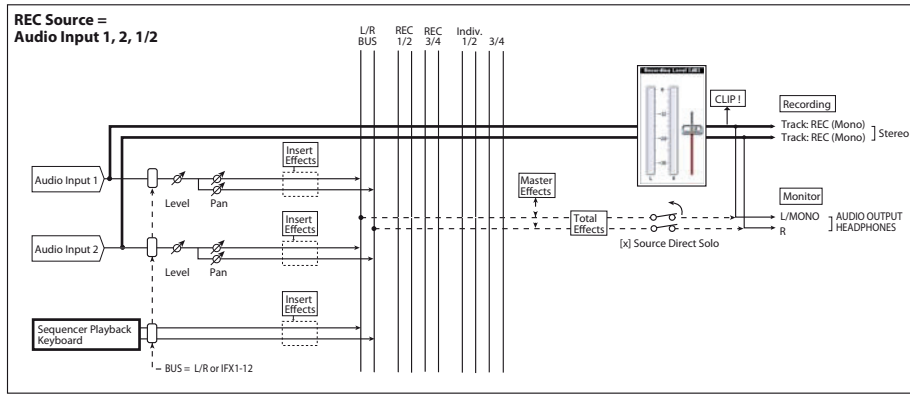 REC Source =
Audio Input 1, 2, 1/2
L/R
BUS
REC
1/2
REC
3/4
Indiv.
1/2
3/4
Recording Level [dB]
CLIP !
Recording
Track: REC (Mono)
Track: REC (Mono)
Stereo
Insert
Effects
Audio Input 1
Level
Pan
Master
Effects
Monitor
Insert
Effects
Total
Effects
L/MONO
R
AUDIO OUTPUT
HEADPHONES
[x] Source Direct Solo
Audio Input 2
Level
Pan
Insert
Effects
Sequencer Playback
Keyboard
BUS = L/R or IFX1-12
L
R